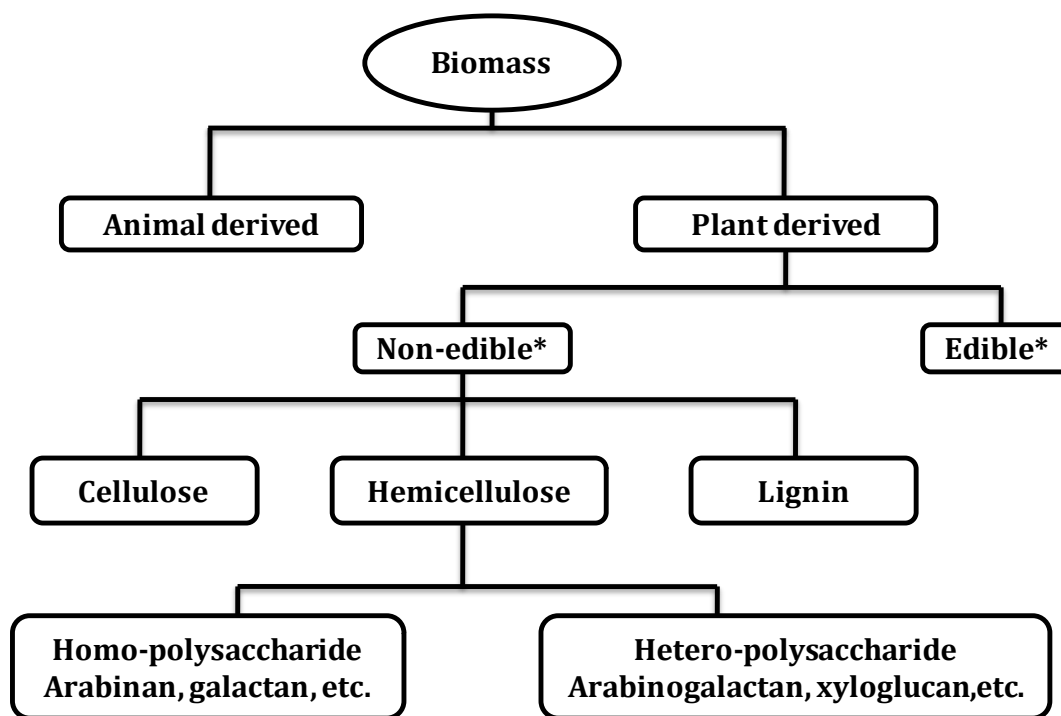 Biomass
Animal derived
Plant derived
Non-edible*
Edible*
Cellulose
Hemicellulose
Lignin
Homo-polysaccharide
Arabinan, galactan, etc.
Hetero-polysaccharide
Arabinogalactan, xyloglucan,etc.